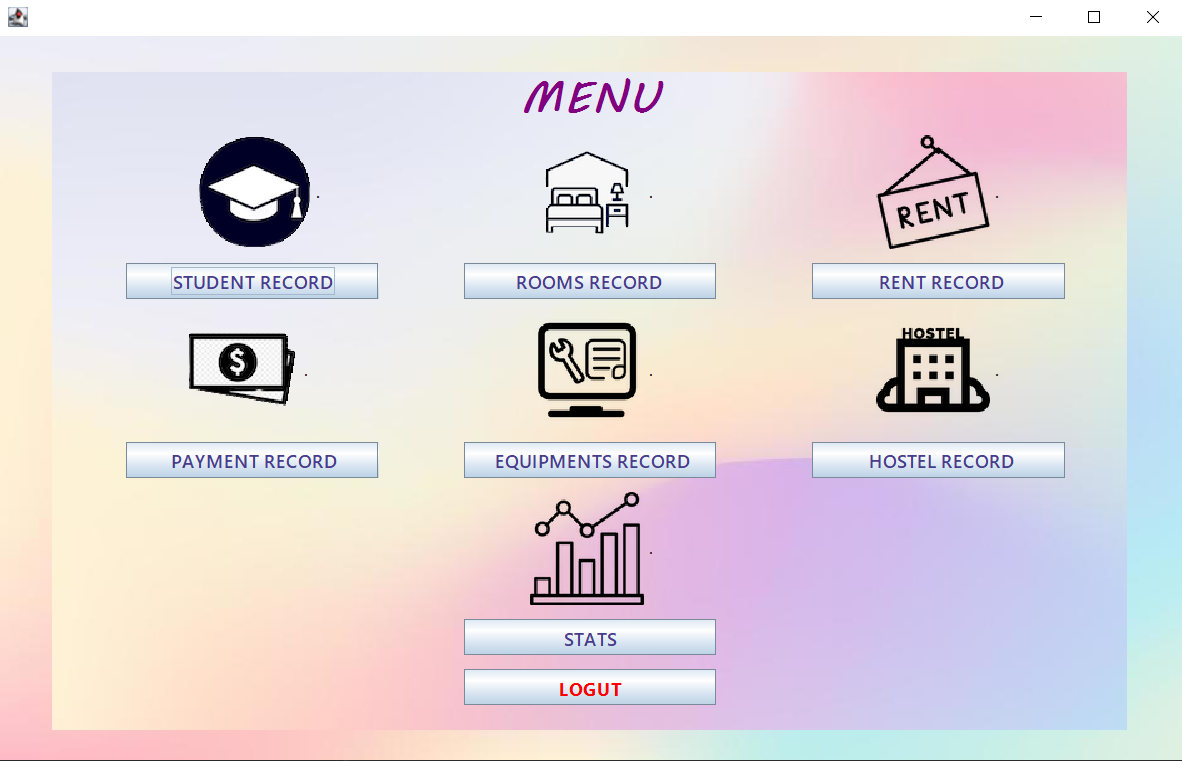 MENU
RENT
STUDENT RECORD
ROOMS RECORD
RENT RECORD
$
HOSTEL
PAYMENT RECORD
EQUIPMENTS RECORD
HOSTEL RECORD
STATS
LOGUT